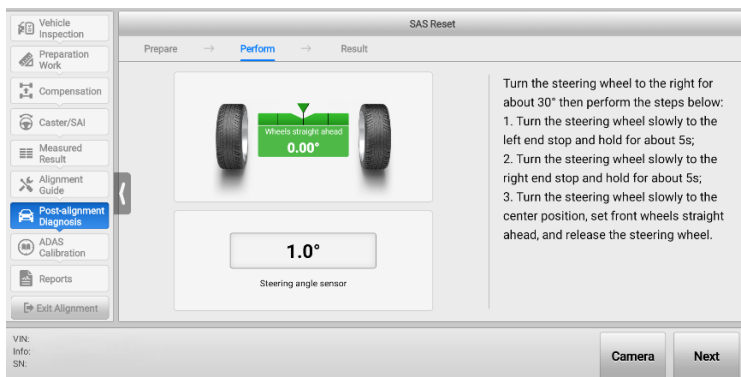 SAS Reset
Vehicle
Inspection
Preparation
Work
Compensation
Caster/SAI
Measured
Result
Alignment
Guide
Post-alignment
Diagnosis
ADAS
Calibration
Reports
Exit Alignment
Prepare → Perform → Result
Wheels straight ahead
0.00°
1.0°
Steering angle sensor
Turn the steering wheel to the right for
about 30° then perform the steps below:
1. Turn the steering wheel slowly to the
left end stop and hold for about 5s;
2. Turn the steering wheel slowly to the
right end stop and hold for about 5s;
3. Turn the steering wheel slowly to the
center position, set front wheels straight
ahead, and release the steering wheel.
VIN:
Info:
SN:
Camera
Next